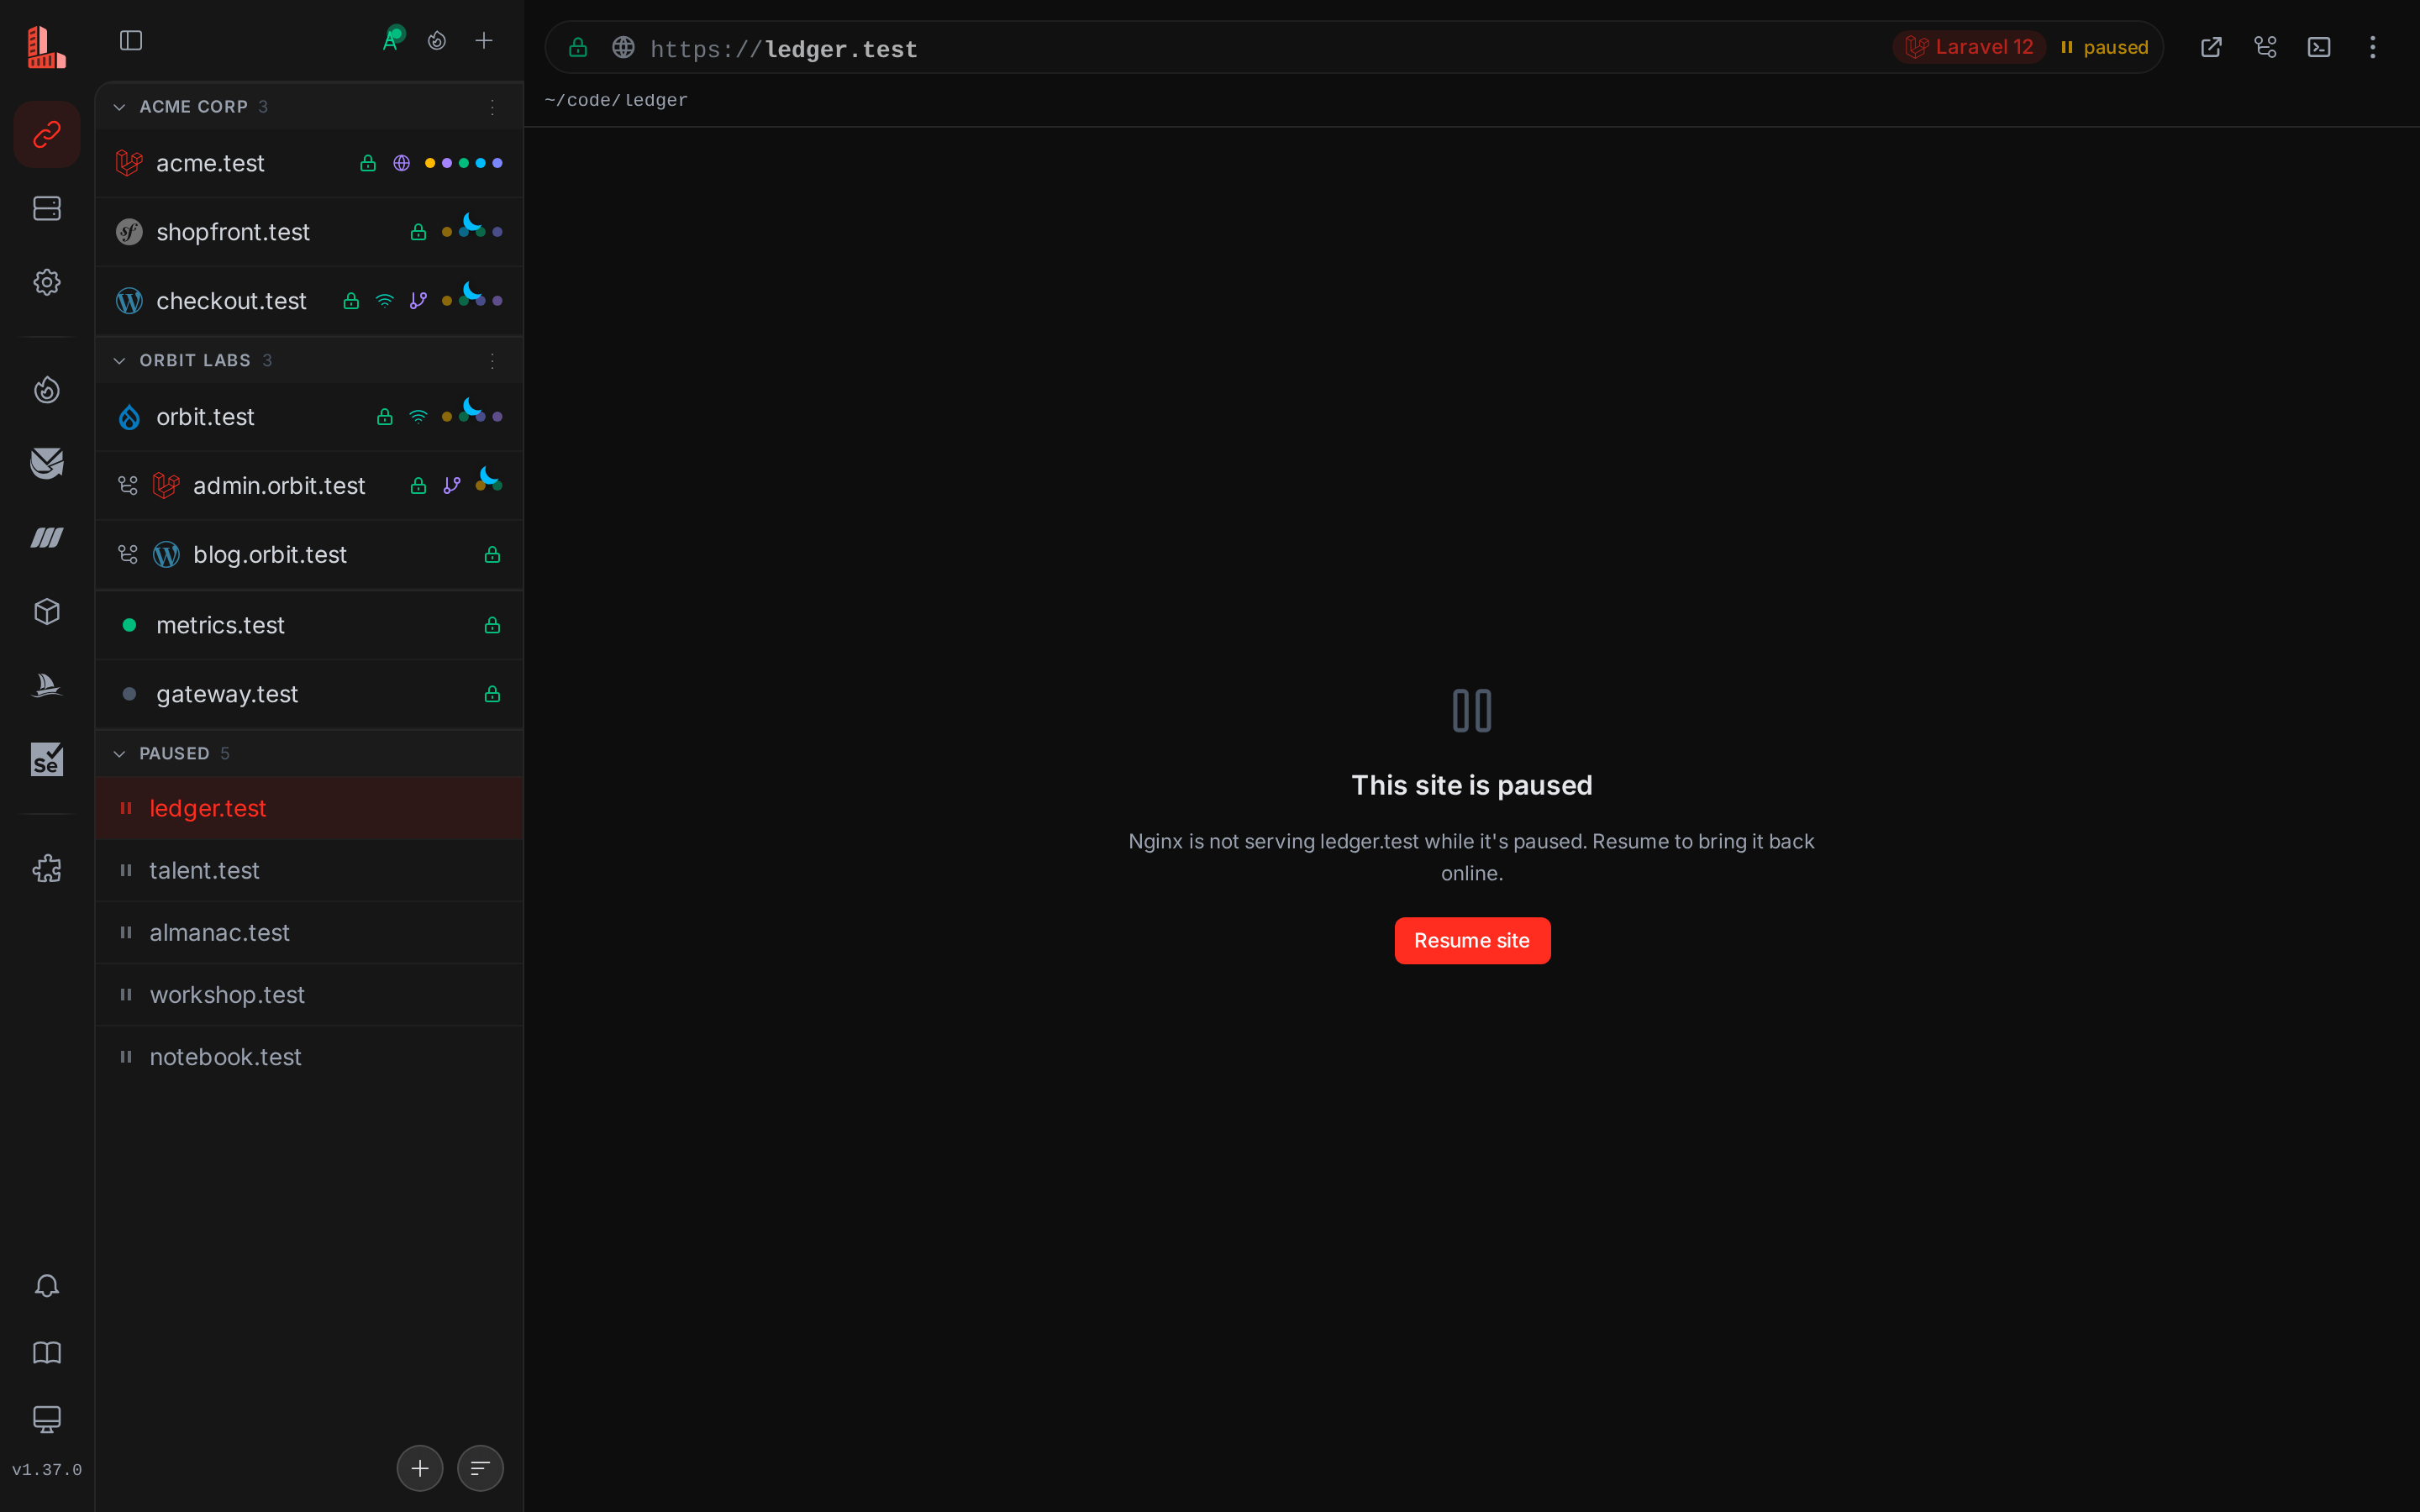 https://ledger.test
Laravel 12
paused
~/code/ledger
ACME CORP 3
acme.test
shopfront.test
checkout.test
ORBIT LABS 3
orbit.test
admin.orbit.test
blog.orbit.test
metrics.test
gateway.test
PAUSED 5
ledger.test
talent.test
almanac.test
workshop.test
notebook.test
Se
v1.37.0
This site is paused
Nginx is not serving ledger.test while it's paused. Resume to bring it back
online.
Resume site